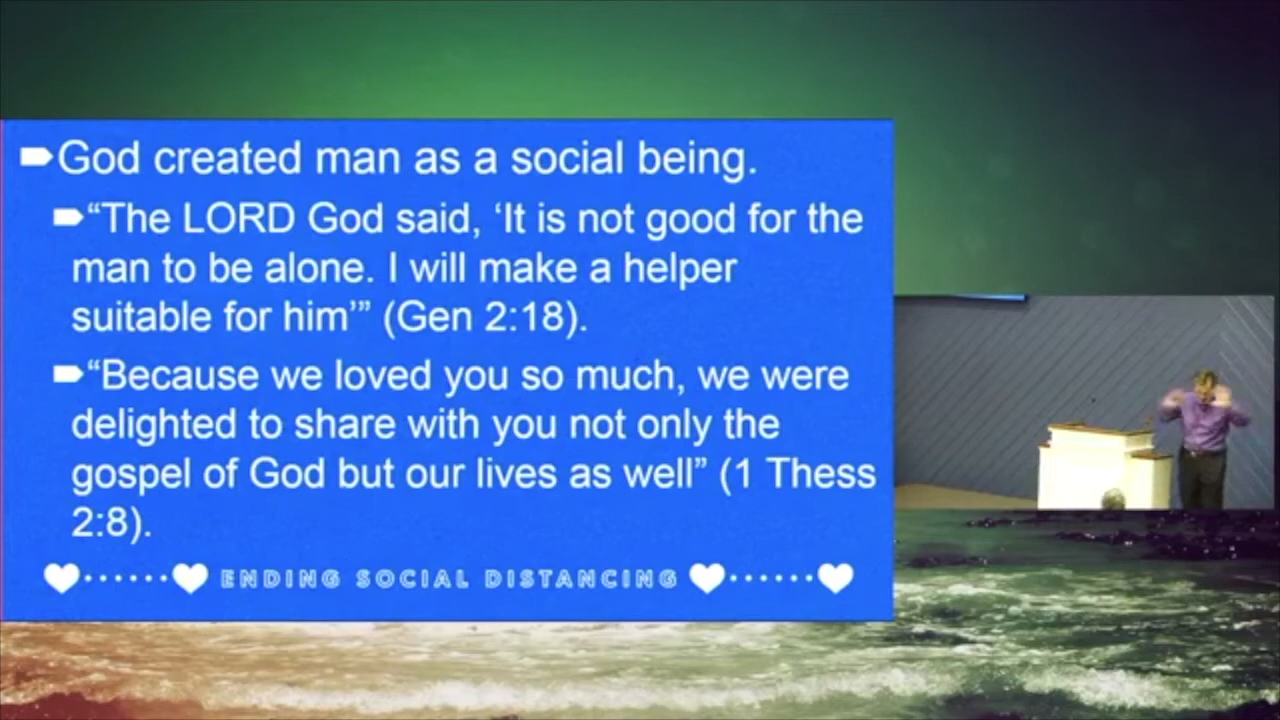 God created man as a social being.
“The LORD God said, ‘It is not good for the
man to be alone. I will make a helper
suitable for him’” (Gen 2:18).
“Because we loved you so much, we were
delighted to share with you not only the
gospel of God but our lives as well” (1 Thess
2:8).
ENDING SOCIAL DISTANCING